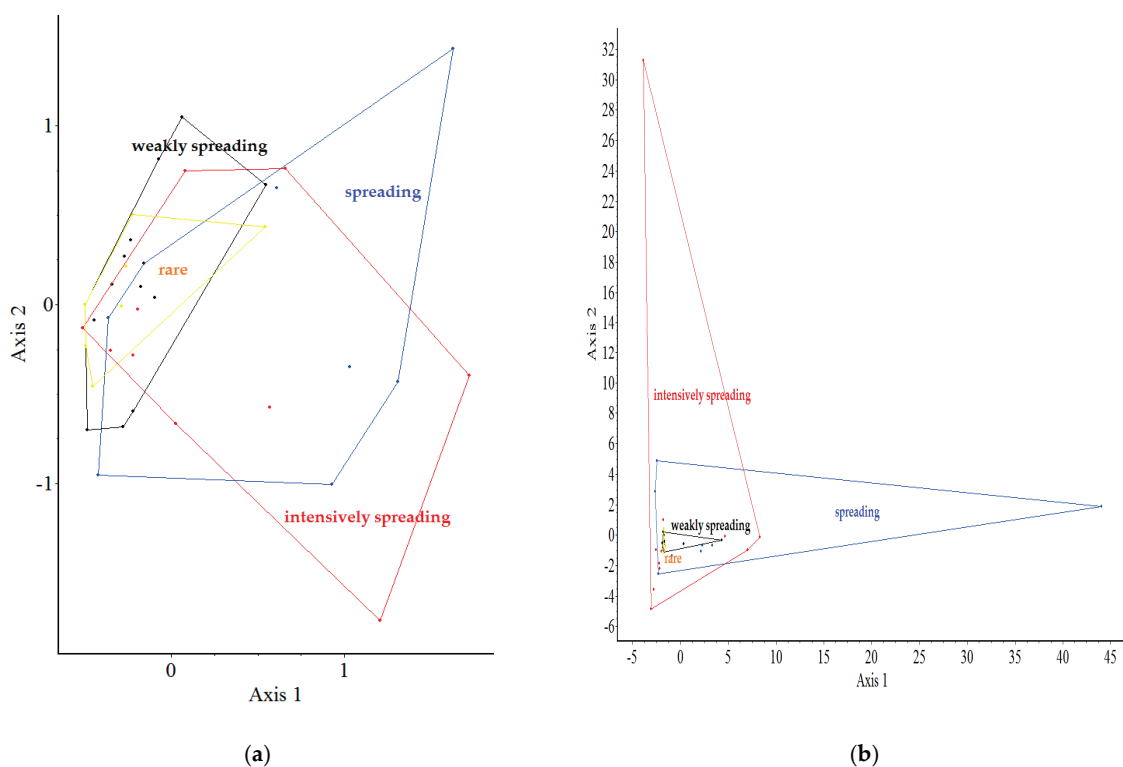 weakly spreading
spreading
rare
intensively spreading
1
0
-1
Axis 2
0
1
Axis 1
(a)
32
30
28
26
24
22
20
18
16
14
12
10
8
6
4
2
0
-2
-4
-6
Axis 2
intensively spreading
weakly spreading
spreading
rare
-5
0
5
10
15
20
25
30
35
40
45
Axis 1
(b)